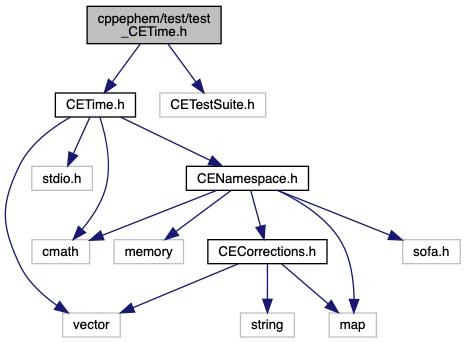 cppephem/test/test
_CETime.h
CETime.h
CETestSuite.h
stdio.h
CENamespace.h
cmath
memory
CECorrections.h
sofa.h
vector
string
map